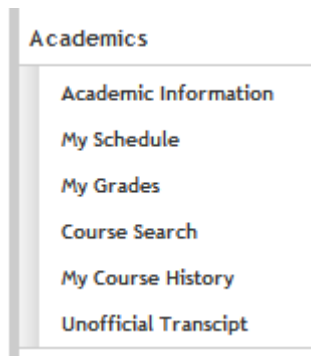 Academics
Academic Information
My Schedule
My Grades
Course Search
My Course History
Unofficial Transcipt